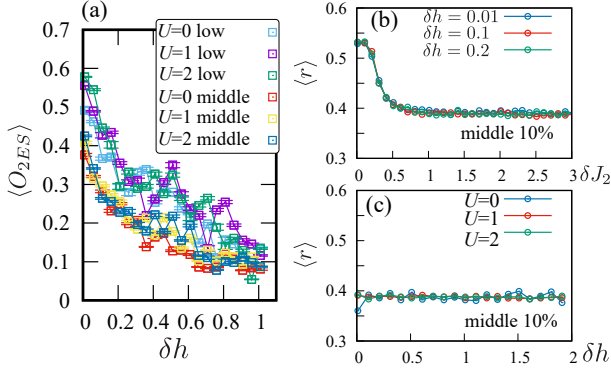 (a)
U=0 low
U=1 low
U=2 low
U=0 middle
U=1 middle
U=2 middle
⟨O2ES⟩
0.7
0.6
0.5
0.4
0.3
0.2
0.1
0
0 0.2 0.4 0.6 0.8 1
δh
(b)
δh = 0.01
δh = 0.1
δh = 0.2
⟨r⟩
0.6
0.5
0.4
0.3
middle 10%
0 0.5 1 1.5 2 2.5 3
δJ2
(c)
U=0
U=1
U=2
⟨r⟩
0.6
0.5
0.4
0.3
middle 10%
0 0.5 1 1.5 2
δh